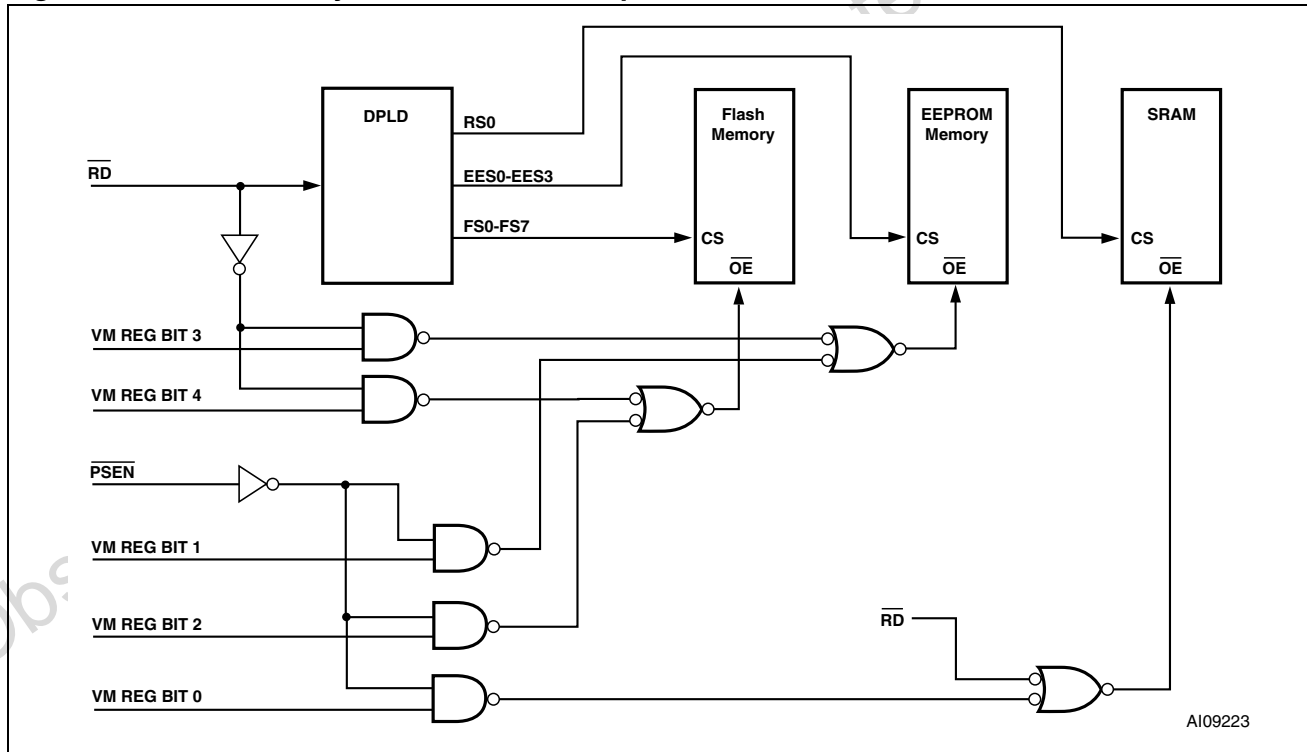 DPLD
Flash
Memory
EEPROM
Memory
SRAM
RS0
RD
EES0-EES3
FS0-FS7
CS
CS
CS
OE
OE
OE
VM REG BIT 3
VM REG BIT 4
PSEN
VM REG BIT 1
VM REG BIT 2
RD
VM REG BIT 0
AI09223